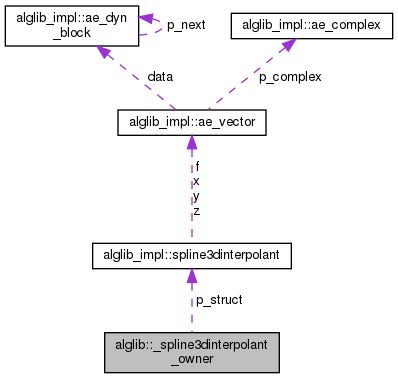 alglib_impl::ae_dyn
_block
p_next
alglib_impl::ae_complex
data
p_complex
alglib_impl::ae_vector
f
x
y
z
alglib_impl::spline3dinterpolant
p_struct
alglib::_spline3dinterpolant
_owner